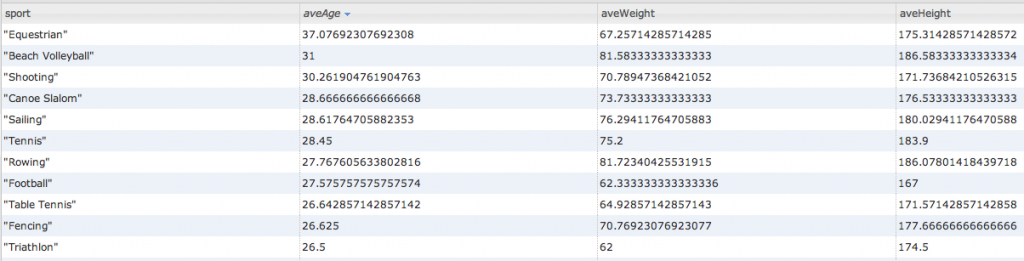 sport aveAge aveWeight aveHeight
"Equestrian" 37.07692307692308 67.25714285714285 175.31428571428572
"Beach Volleyball" 31 81.58333333333333 186.58333333333334
"Shooting" 30.261904761904763 70.78947368421052 171.73684210526315
"Canoe Slalom" 28.666666666666668 73.73333333333333 176.53333333333333
"Sailing" 28.61764705882353 76.29411764705883 180.02941176470588
"Tennis" 28.45 75.2 183.9
"Rowing" 27.767605633802816 81.72340425531915 186.07801418439718
"Football" 27.575757575757574 62.333333333333336 167
"Table Tennis" 26.642857142857142 64.92857142857143 171.57142857142858
"Fencing" 26.625 70.76923076923077 177.66666666666666
"Triathlon" 26.5 62 174.5